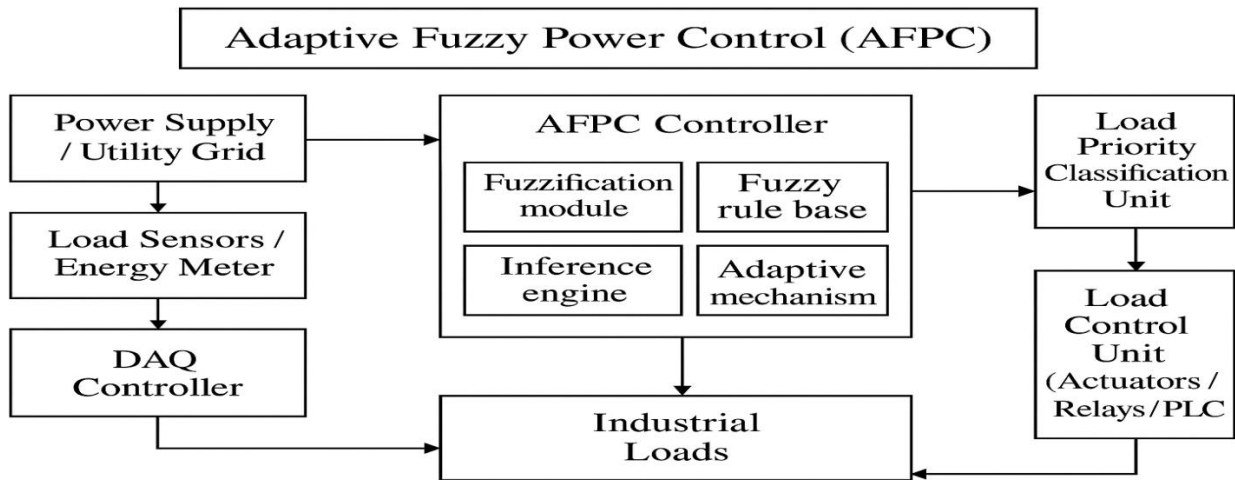 Adaptive Fuzzy Power Control (AFPC)
Power Supply
/ Utility Grid
Load Sensors /
Energy Meter
DAQ
Controller
AFPC Controller
Fuzzification
module
Fuzzy
rule base
Inference
engine
Adaptive
mechanism
Industrial
Loads
Load
Priority
Classification
Unit
Load
Control
Unit
(Actuators /
Relays / PLC